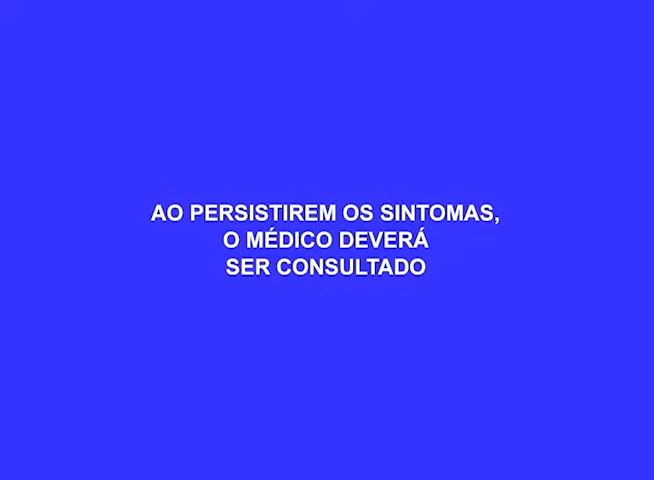 AO PERSISTIREM OS SINTOMAS,
O MÉDICO DEVERÁ
SER CONSULTADO